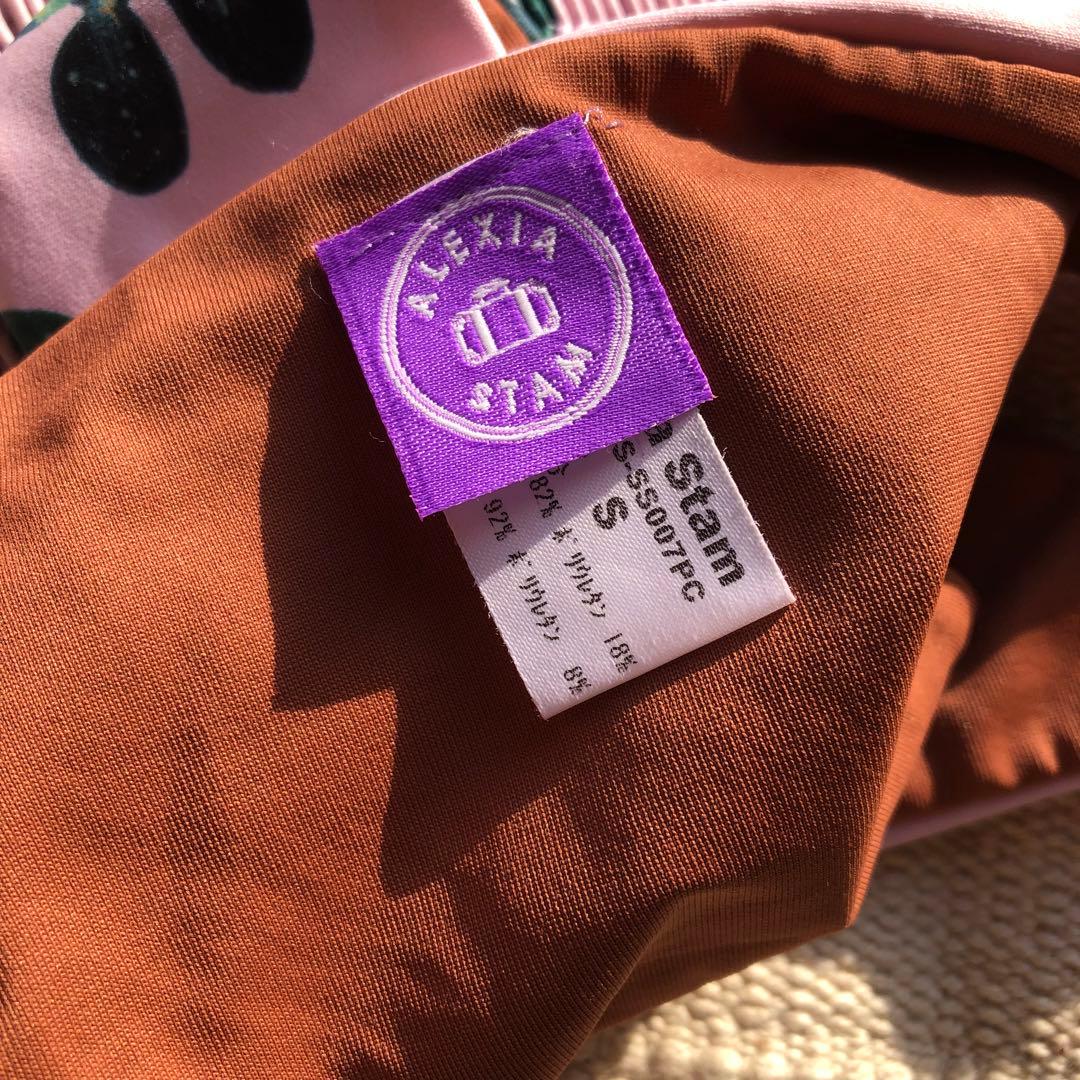 ALEXIA
STAM
Stam
S-SS007PC
S
82% ポリウレタン 18%
92% ポリウレタン 8%